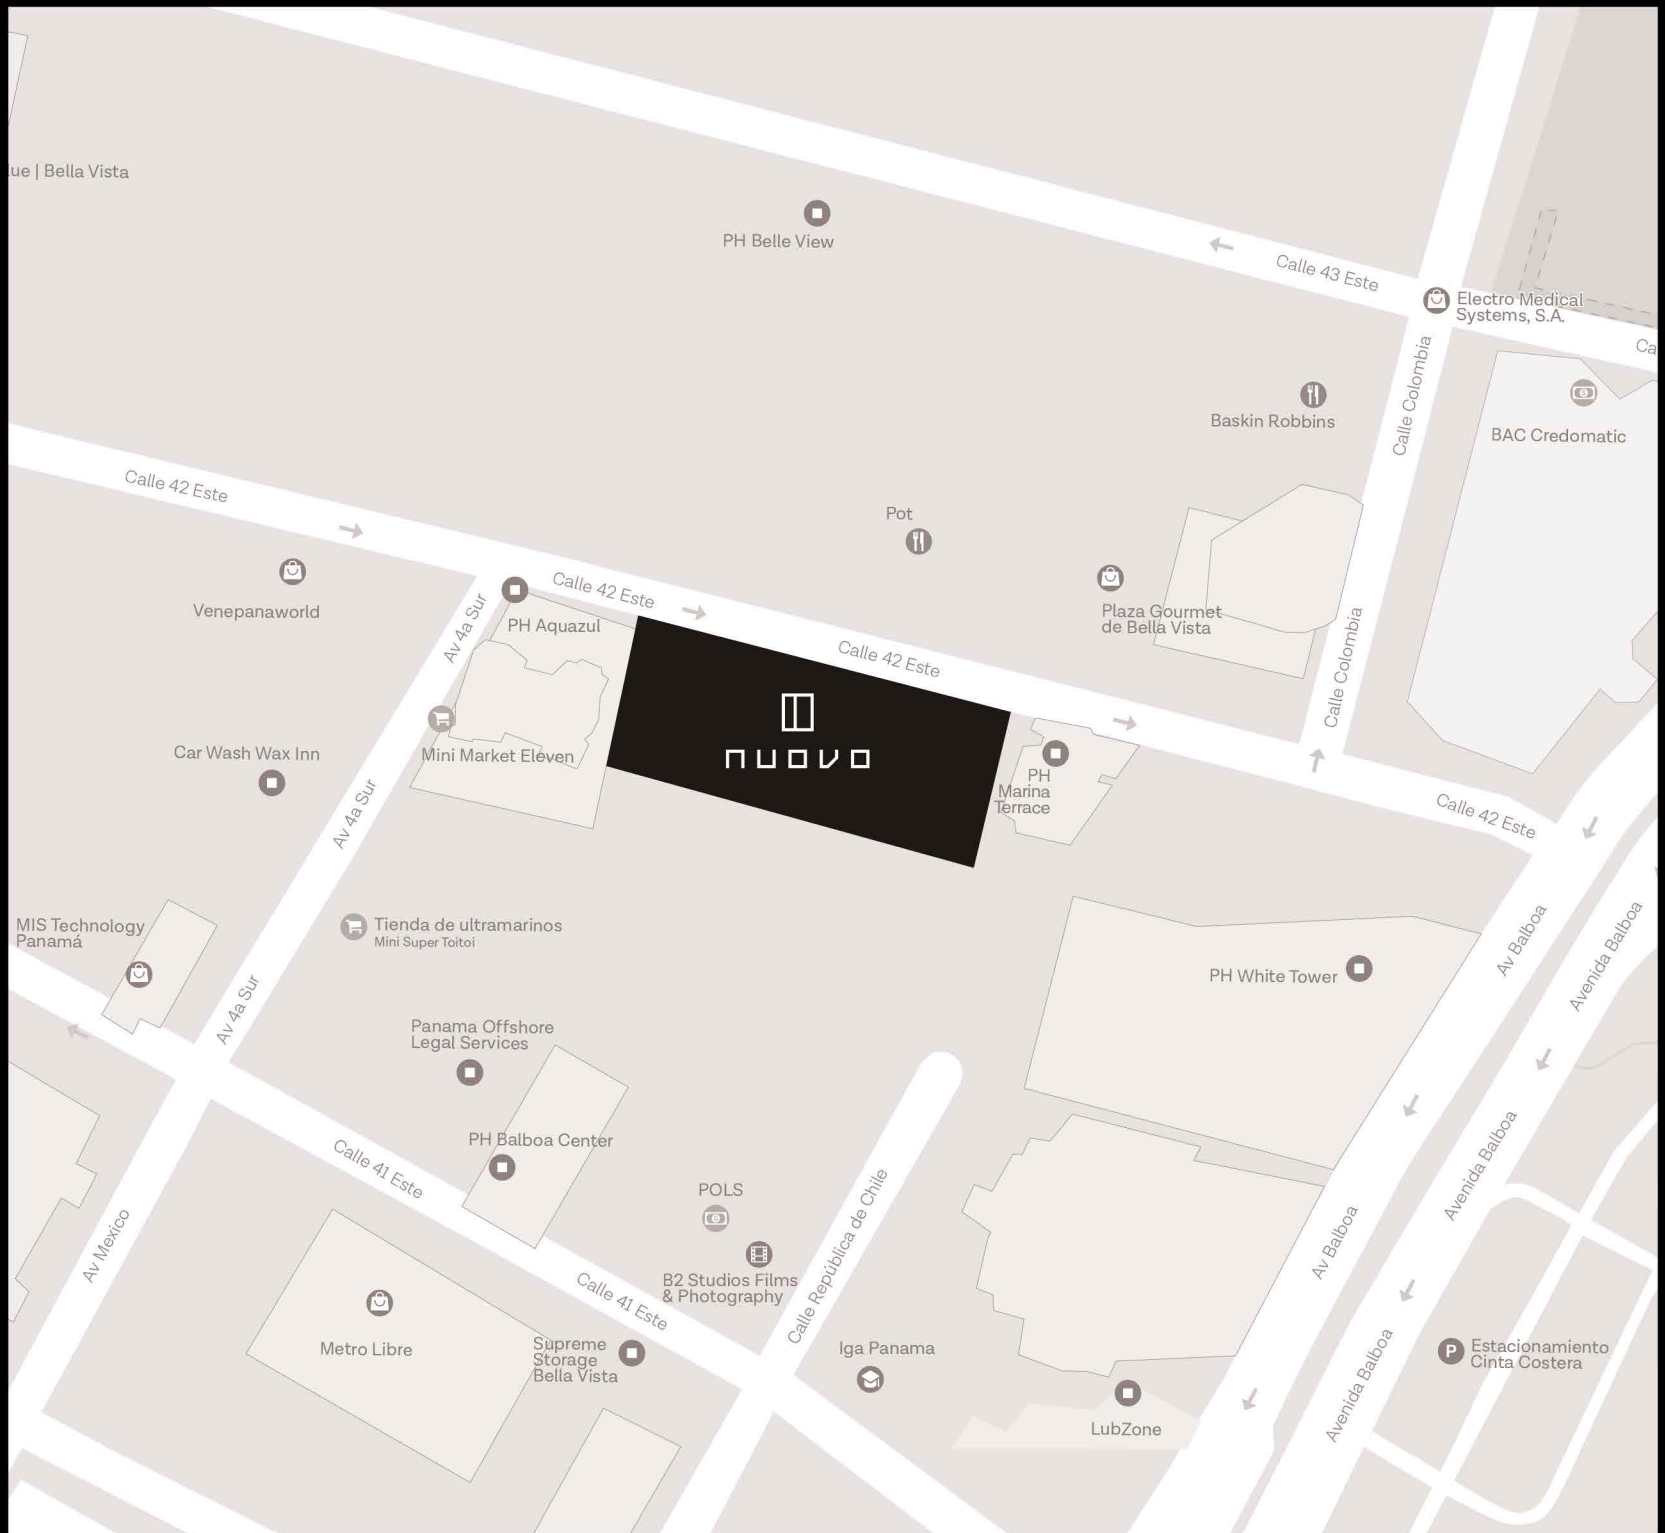 Calle 43 Este
lue | Bella Vista
PH Belle View
Electro Medical
Systems, S.A.
Calle Colombia
Baskin Robbins
BAC Credomatic
Calle 42 Este
Pot
Venepanaworld
Calle 42 Este
PH Aquazul
Av 4a Sur
Plaza Gourmet
de Bella Vista
Calle 42 Este
Calle Colombia
nuovo
Car Wash Wax Inn
Mini Market Eleven
PH
Marina
Terrace
Calle 42 Este
Av 4a Sur
MIS Technology
Panamá
Tienda de ultramarinos
Mini Super Toitoi
Av Balboa
Avenida Balboa
PH White Tower
Av 4a Sur
Panama Offshore
Legal Services
PH Balboa Center
Calle 41 Este
Avenida Balboa
POLS
Av Mexico
Calle República de Chile
Av Balboa
B2 Studios Films
& Photography
Calle 41 Este
Metro Libre
Supreme
Storage
Bella Vista
Iga Panama
P
Estacionamiento
Cinta Costera
Avenida Balboa
LubZone